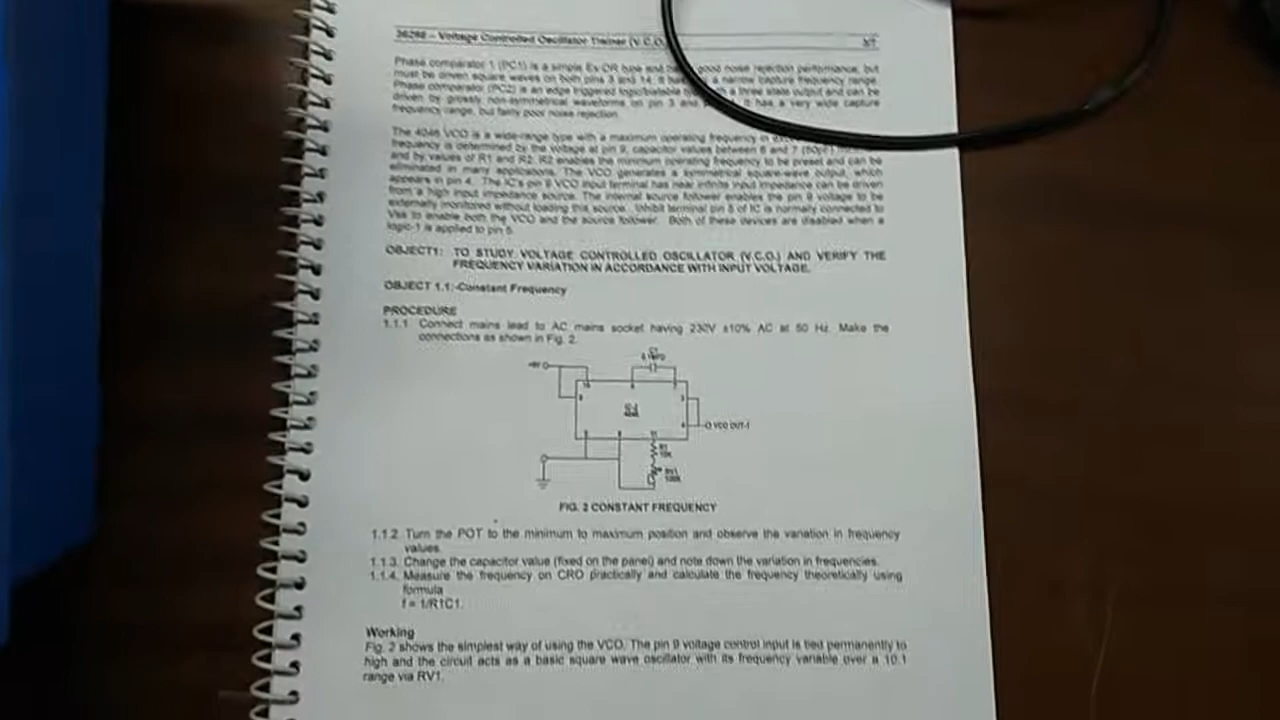 36298 – Voltage Controlled Oscillator Trainer (V.C.O.) 3/7
Phase comparator 1 (PC1) is a simple Ex-OR type and good noise rejection performance, but
must be driven square waves on both pins 3 and 14. It a narrow capture frequency range.
Phase comparator (PC2) is an edge triggered logic/bistable a three state output and can be
driven by grossly non-symmetrical waveforms on pin 3 and It has a very wide capture
frequency range, but fairly poor noise rejection.
The 4046 VCO is a wide-range type with a maximum operating frequency in
frequency is determined by the voltage at pin 9, capacitor values between 6 and 7
and by values of R1 and R2. R2 enables the minimum operating frequency to be preset and can be
eliminated in many applications. The VCO generates a symmetrical square-wave output, which
appears in pin 4. The IC's pin 9 VCO input terminal has near infinite input impedance can be driven
from a high input impedance source. The internal source follower enables the pin 9 voltage to be
externally monitored without loading this source. Inhibit terminal pin 5 of IC is normally connected to
Vss to enable both the VCO and the source follower. Both of these devices are disabled when a
logic-1 is applied to pin 5.
OBJECT1: TO STUDY VOLTAGE CONTROLLED OSCILLATOR (V.C.O.) AND VERIFY THE
FREQUENCY VARIATION IN ACCORDANCE WITH INPUT VOLTAGE.
OBJECT 1.1:-Constant Frequency
PROCEDURE
1.1.1 Connect mains lead to AC mains socket having 230V ±10% AC at 50 Hz. Make the
connections as shown in Fig. 2.
VCO OUT-1
R1
10K
RV1
100K
FIG. 2 CONSTANT FREQUENCY
1.1.2 Turn the POT to the minimum to maximum position and observe the variation in frequency
values.
1.1.3. Change the capacitor value (fixed on the panel) and note down the variation in frequencies.
1.1.4. Measure the frequency on CRO practically and calculate the frequency theoretically using
formula
f = 1/R1C1.
Working
Fig. 2 shows the simplest way of using the VCO. The pin 9 voltage control input is tied permanently to
high and the circuit acts as a basic square wave oscillator with its frequency variable over a 10:1
range via RV1.